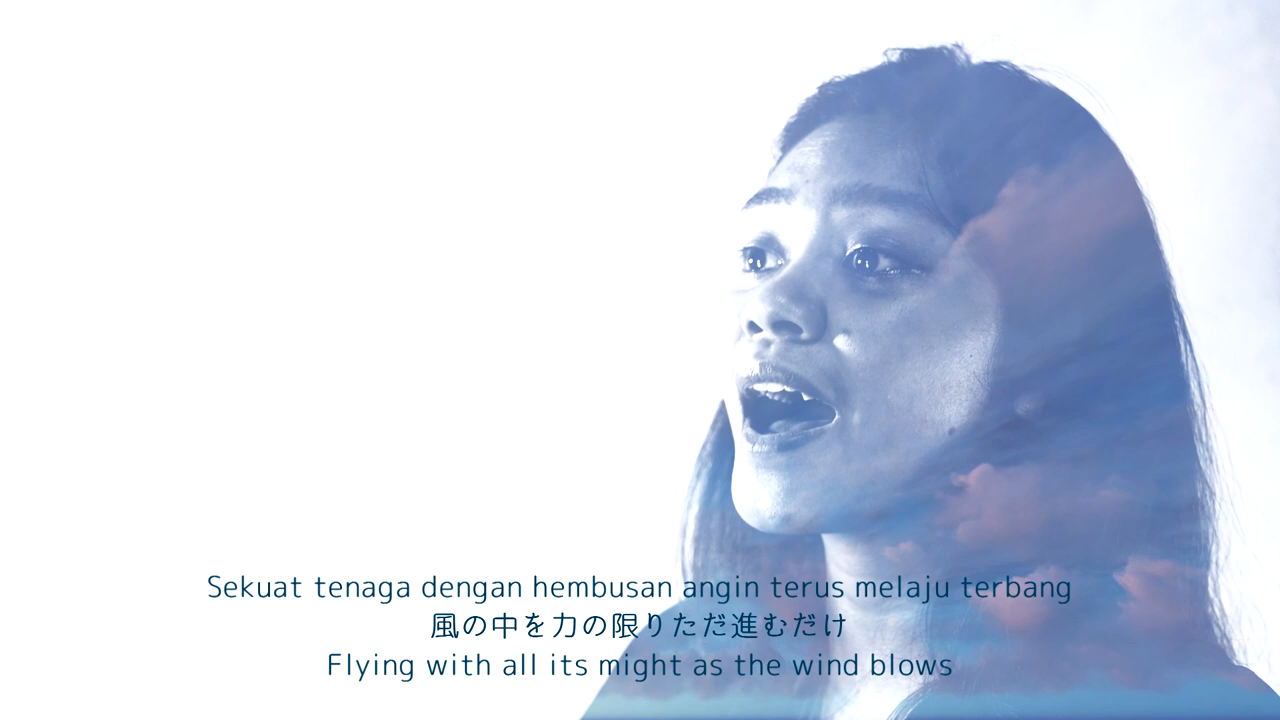 Sekuat tenaga dengan hembusan angin terus melaju terbang
風の中を力の限りただ進むだけ
Flying with all its might as the wind blows